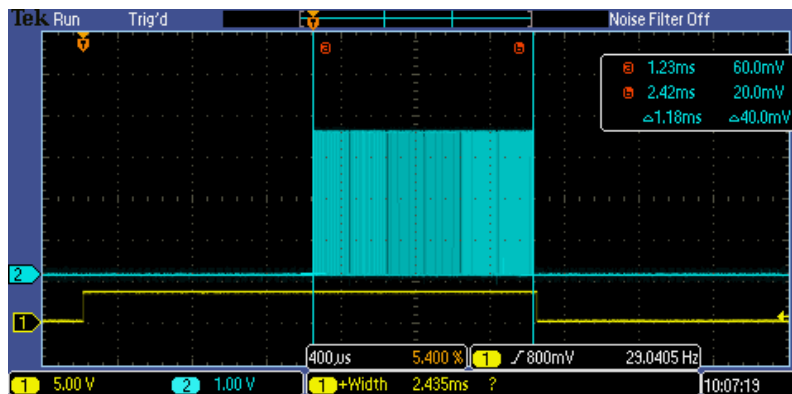 Tek Run Trig'd Noise Filter Off
T T
a b
a 1.23ms 60.0mV
b 2.42ms 20.0mV
△1.18ms △40.0mV
2
1
400µs 5.400 % 1 800mV 29.0405 Hz
1 5.00 V 2 1.00 V 1 +Width 2.435ms ? 10:07:19